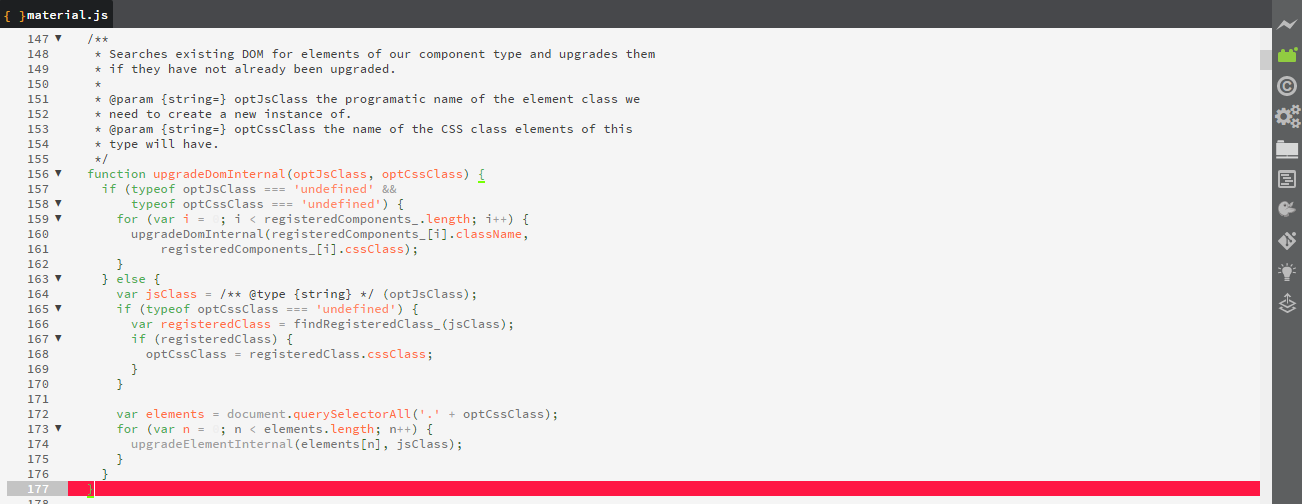 { }material.js
147 /**
148 * Searches existing DOM for elements of our component type and upgrades them
149 * if they have not already been upgraded.
150 *
151 * @param {string=} optJsClass the programatic name of the element class we
152 * need to create a new instance of.
153 * @param {string=} optCssClass the name of the CSS class elements of this
154 * type will have.
155 */
156 function upgradeDomInternal(optJsClass, optCssClass) {
157 if (typeof optJsClass === 'undefined' &&
158 typeof optCssClass === 'undefined') {
159 for (var i = ; i < registeredComponents_.length; i++) {
160 upgradeDomInternal(registeredComponents_[i].className,
161 registeredComponents_[i].cssClass);
162 }
163 } else {
164 var jsClass = /** @type {string} */ (optJsClass);
165 if (typeof optCssClass === 'undefined') {
166 var registeredClass = findRegisteredClass_(jsClass);
167 if (registeredClass) {
168 optCssClass = registeredClass.cssClass;
169 }
170 }
171
172 var elements = document.querySelectorAll('.' + optCssClass);
173 for (var n = ; n < elements.length; n++) {
174 upgradeElementInternal(elements[n], jsClass);
175 }
176 }
177 }
178